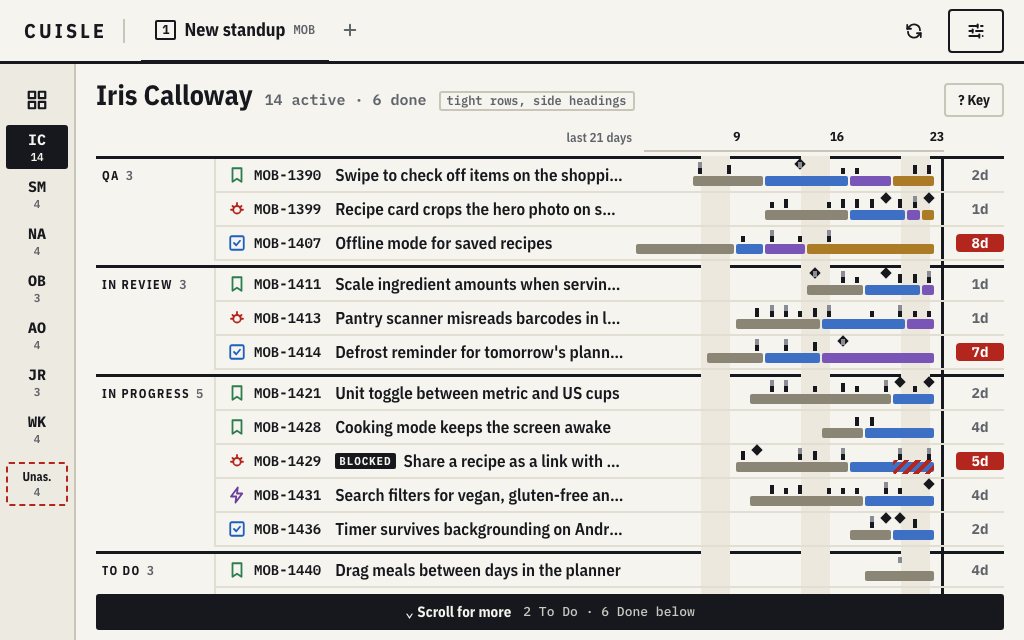 CUISLE
1 New standup MOB +
Iris Calloway 14 active · 6 done tight rows, side headings ? Key
last 21 days 9 16 23
IC
14
SM
4
NA
4
OB
3
AO
4
JR
3
WK
4
Unas.
4
QA 3
MOB-1390 Swipe to check off items on the shoppi... 2d
MOB-1399 Recipe card crops the hero photo on s... 1d
MOB-1407 Offline mode for saved recipes 8d
IN REVIEW 3
MOB-1411 Scale ingredient amounts when servin... 1d
MOB-1413 Pantry scanner misreads barcodes in l... 1d
MOB-1414 Defrost reminder for tomorrow's plann... 7d
IN PROGRESS 5
MOB-1421 Unit toggle between metric and US cups 2d
MOB-1428 Cooking mode keeps the screen awake 4d
MOB-1429 BLOCKED Share a recipe as a link with ... 5d
MOB-1431 Search filters for vegan, gluten-free an... 4d
MOB-1436 Timer survives backgrounding on Andr... 2d
TO DO 3
MOB-1440 Drag meals between days in the planner 4d
Scroll for more 2 To Do · 6 Done below